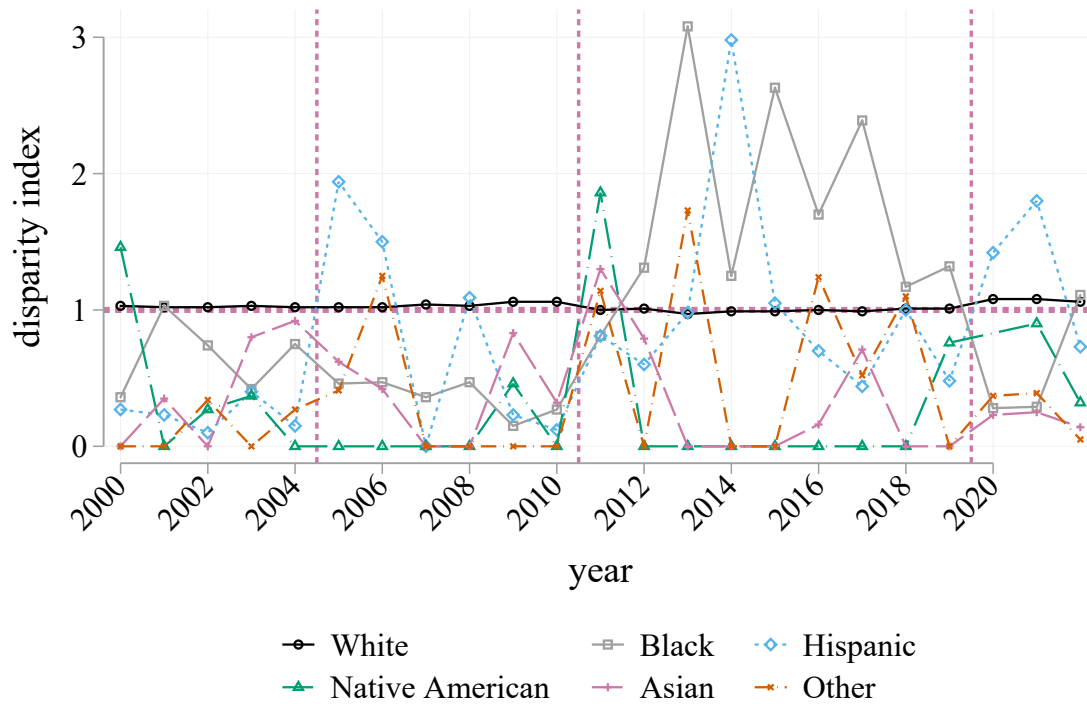 3
2
1
0
disparity index
2000 2002 2004 2006 2008 2010 2012 2014 2016 2018 2020
year
White Black Hispanic
Native American Asian Other